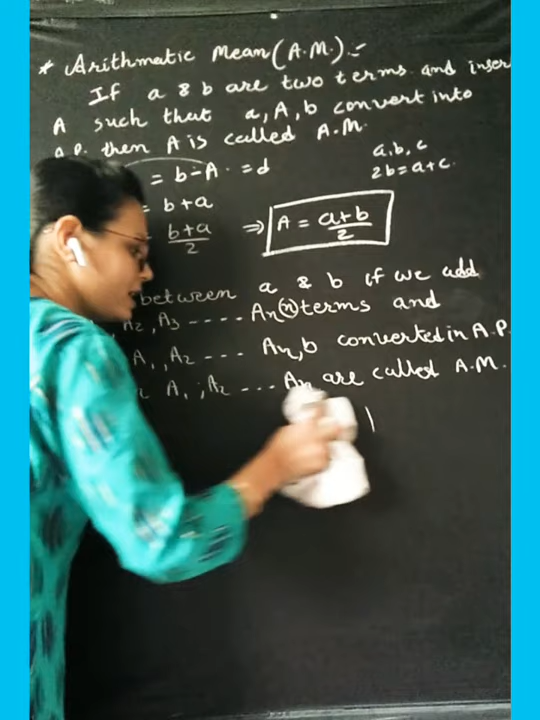 * Arithmatic Mean (A.M.) :-
If a & b are two terms and inser
A such that a, A, b convert into
A.P. then A is called A.M.
= b - A = d
a, b, c
2b = a + c
= b + a
b+a/2 ⇒ A = a+b/2
between a & b if we add
A2, A3 ---- An (n) terms and
A1, A2 --- An, b converted in A.P.
A1, A2 --- An are called A.M.